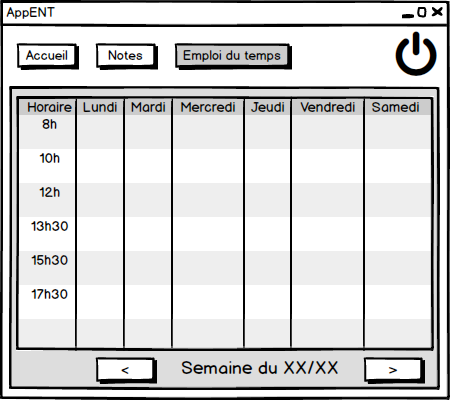 AppENT
Accueil Notes Emploi du temps
Horaire Lundi Mardi Mercredi Jeudi Vendredi Samedi
8h
10h
12h
13h30
15h30
17h30
< Semaine du XX/XX >